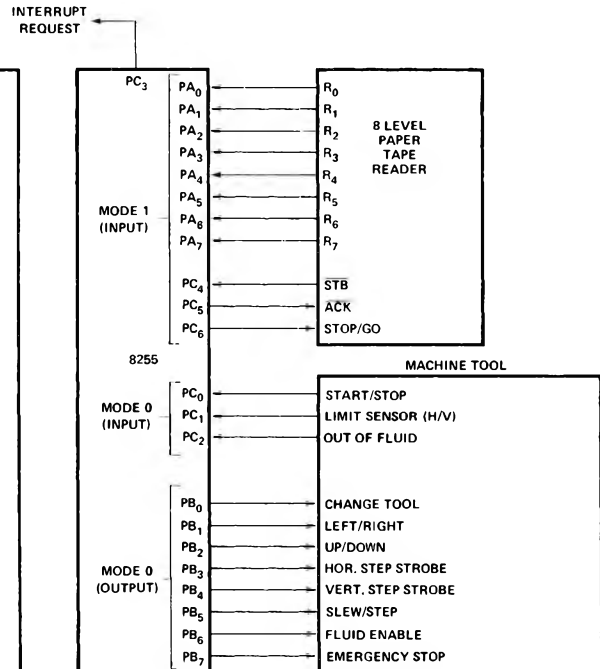 INTERRUPT
REQUEST
PC3
PA0 R0
PA1 R1
PA2 R2
PA3 R3
PA4 R4
PA5 R5
PA6 R6
PA7 R7
8 LEVEL
PAPER
TAPE
READER
MODE 1
(INPUT)
PC4 STB
PC5 ACK
PC6 STOP/GO
8255
MACHINE TOOL
MODE 0
(INPUT)
PC0 START/STOP
PC1 LIMIT SENSOR (H/V)
PC2 OUT OF FLUID
MODE 0
(OUTPUT)
PB0 CHANGE TOOL
PB1 LEFT/RIGHT
PB2 UP/DOWN
PB3 HOR. STEP STROBE
PB4 VERT. STEP STROBE
PB5 SLEW/STEP
PB6 FLUID ENABLE
PB7 EMERGENCY STOP